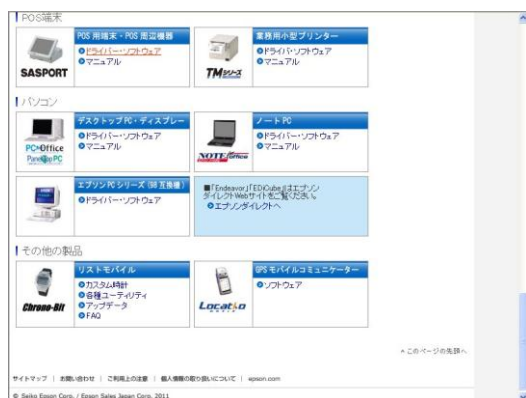 POS端末
POS 用端末・POS 周辺機器
ドライバー・ソフトウェア
マニュアル
SASPORT
業務用小型プリンター
ドライバ・ソフトウェア
マニュアル
TMシリーズ
パソコン
デスクトップPC・ディスプレー
ドライバー・ソフトウェア
マニュアル
PC-Office
ノートPC
ドライバー・ソフトウェア
マニュアル
NOTE office
エプソン PC シリーズ (98 互換機)
ドライバー・ソフトウェア
■「Endeavor」「EDiCube」はエプソン
ダイレクトWebサイトをご覧ください。
エプソンダイレクトへ
その他の製品
リストモバイル
カスタム時計
各種ユーティリティ
アップデータ
FAQ
Chrono-Bit
GPS モバイルコミュニケーター
ソフトウェア
Locatio
このページの先頭へ
サイトマップ | お問い合わせ | ご利用上の注意 | 個人情報の取り扱いについて | epson.com
© Seiko Epson Corp. / Epson Sales Japan Corp. 2011